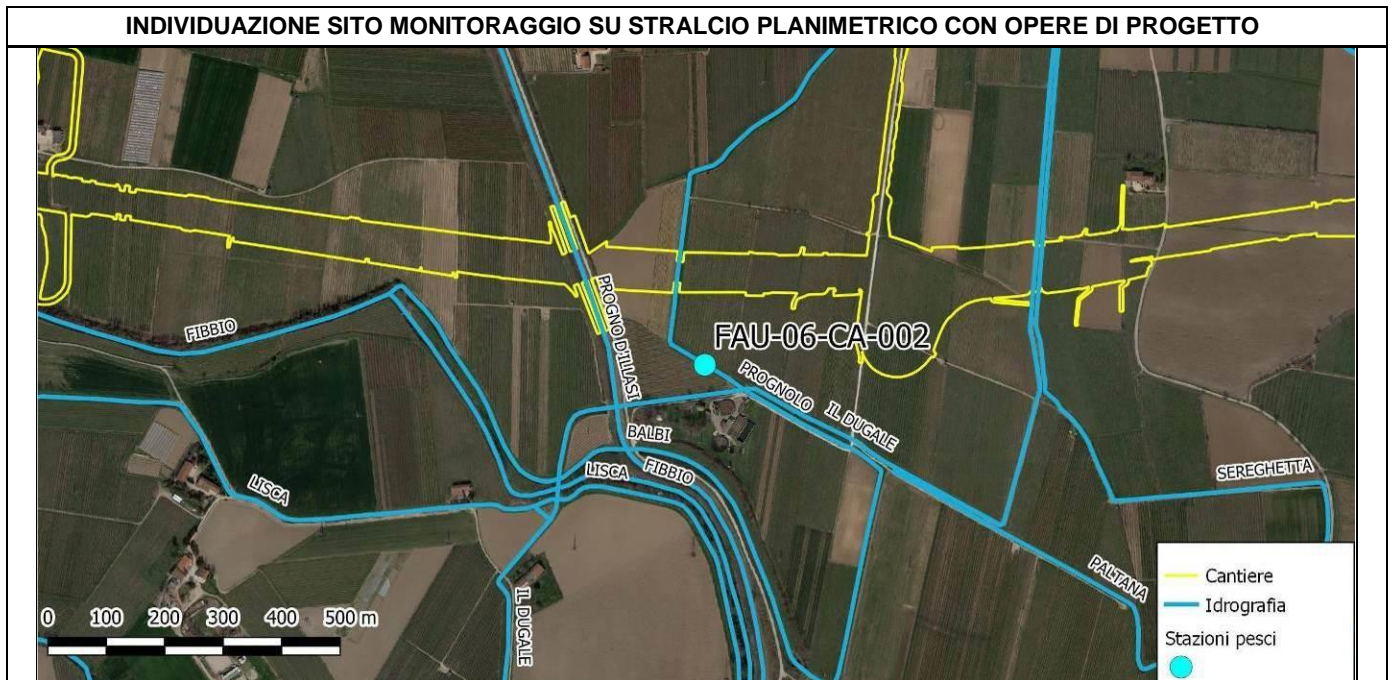 INDIVIDUAZIONE SITO MONITORAGGIO SU STRALCIO PLANIMETRICO CON OPERE DI PROGETTO
FIBBIO
PROGNO D'ILLASI
FAU-06-CA-002
PROGNOLO
IL DUGALE
BALBI
LISCA
FIBBIO
LISCA
SEREGHETTA
PALTANA
IL DUGALE
0 100 200 300 400 500 m
Cantiere
Idrografia
Stazioni pesci